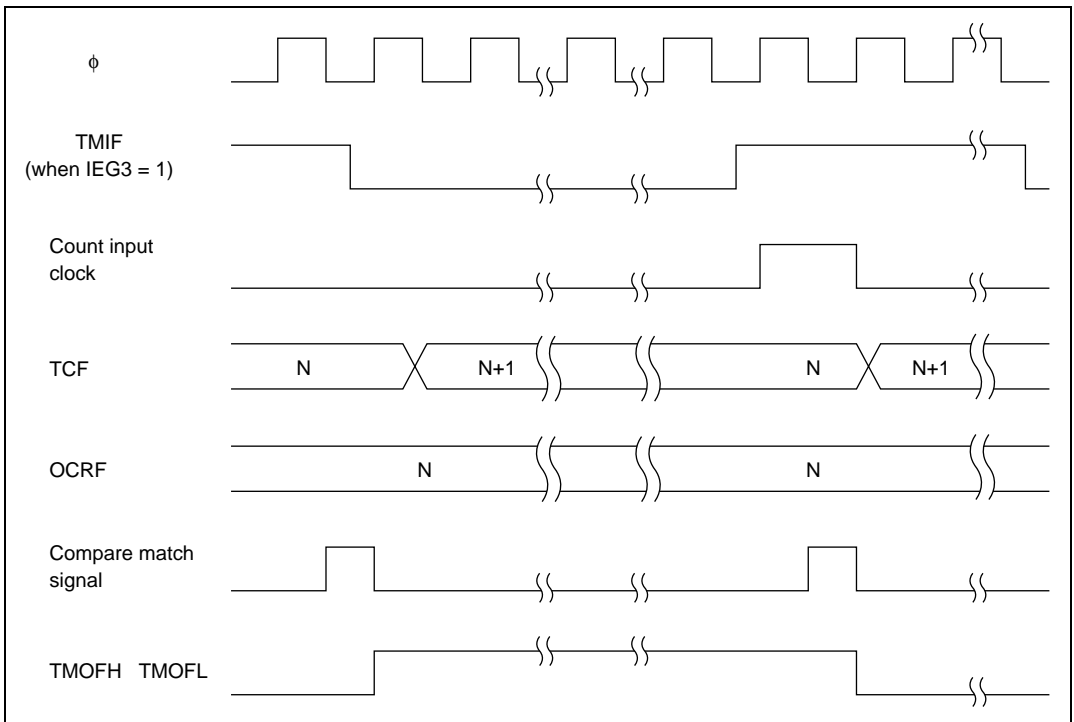 ϕ
TMIF
(when IEG3 = 1)
Count input
clock
TCF
N
N+1
N
N+1
OCRF
N
N
Compare match
signal
TMOFH TMOFL